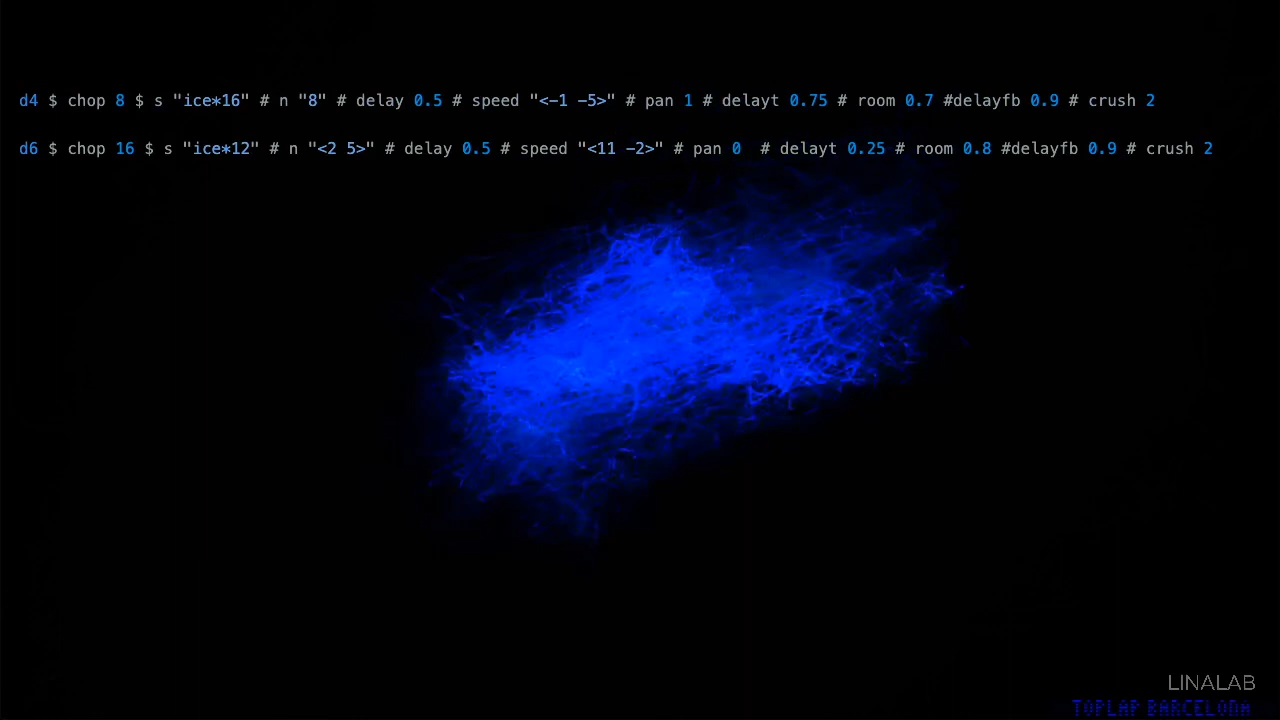 d4 $ chop 8 $ s "ice*16" # n "8" # delay 0.5 # speed "<-1 -5>" # pan 1 # delayt 0.75 # room 0.7 #delayfb 0.9 # crush 2
d6 $ chop 16 $ s "ice*12" # n "<2 5>" # delay 0.5 # speed "<11 -2>" # pan 0  # delayt 0.25 # room 0.8 #delayfb 0.9 # crush 2
LINALAB
TOPLAP BARCELONA